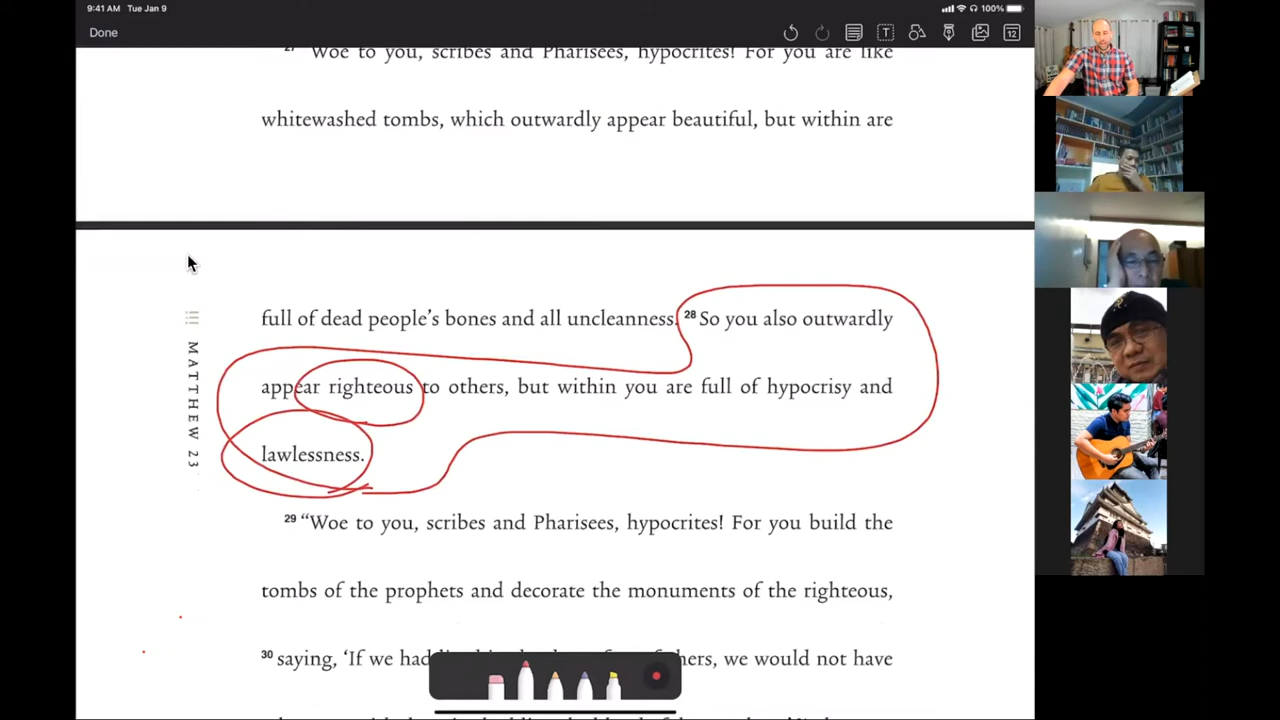 9:41 AM Tue Jan 9
100%
Done
T
12
27 "Woe to you, scribes and Pharisees, hypocrites! For you are like
whitewashed tombs, which outwardly appear beautiful, but within are
MATTHEW 23
full of dead people's bones and all uncleanness. 28 So you also outwardly
appear righteous to others, but within you are full of hypocrisy and
lawlessness.
29 "Woe to you, scribes and Pharisees, hypocrites! For you build the
tombs of the prophets and decorate the monuments of the righteous,
30 saying, 'If we had we would not have